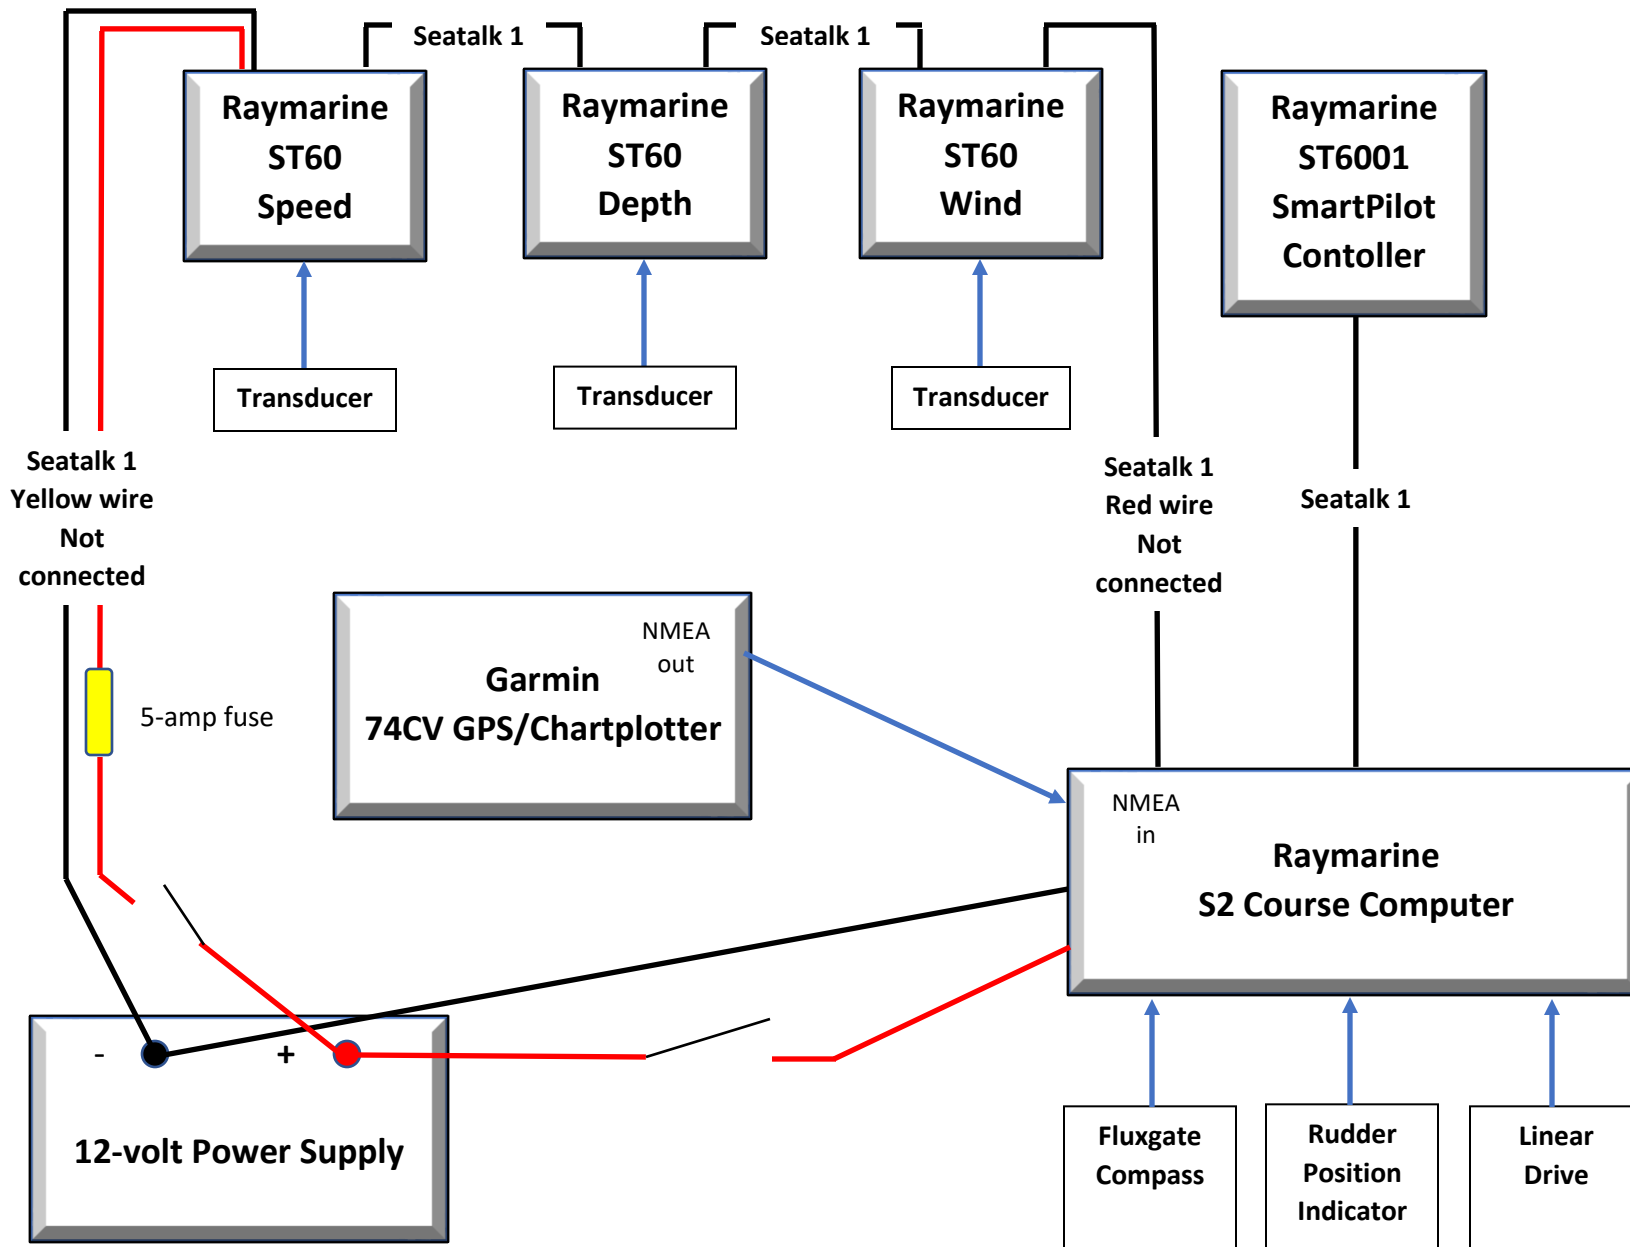 Seatalk 1
Seatalk 1
Raymarine
ST60
Speed
Raymarine
ST60
Depth
Raymarine
ST60
Wind
Raymarine
ST6001
SmartPilot
Contoller
Transducer
Transducer
Transducer
Seatalk 1
Yellow wire
Not
connected
Seatalk 1
Red wire
Not
connected
Seatalk 1
5-amp fuse
NMEA
out
Garmin
74CV GPS/Chartplotter
NMEA
in
Raymarine
S2 Course Computer
- +
12-volt Power Supply
Fluxgate
Compass
Rudder
Position
Indicator
Linear
Drive